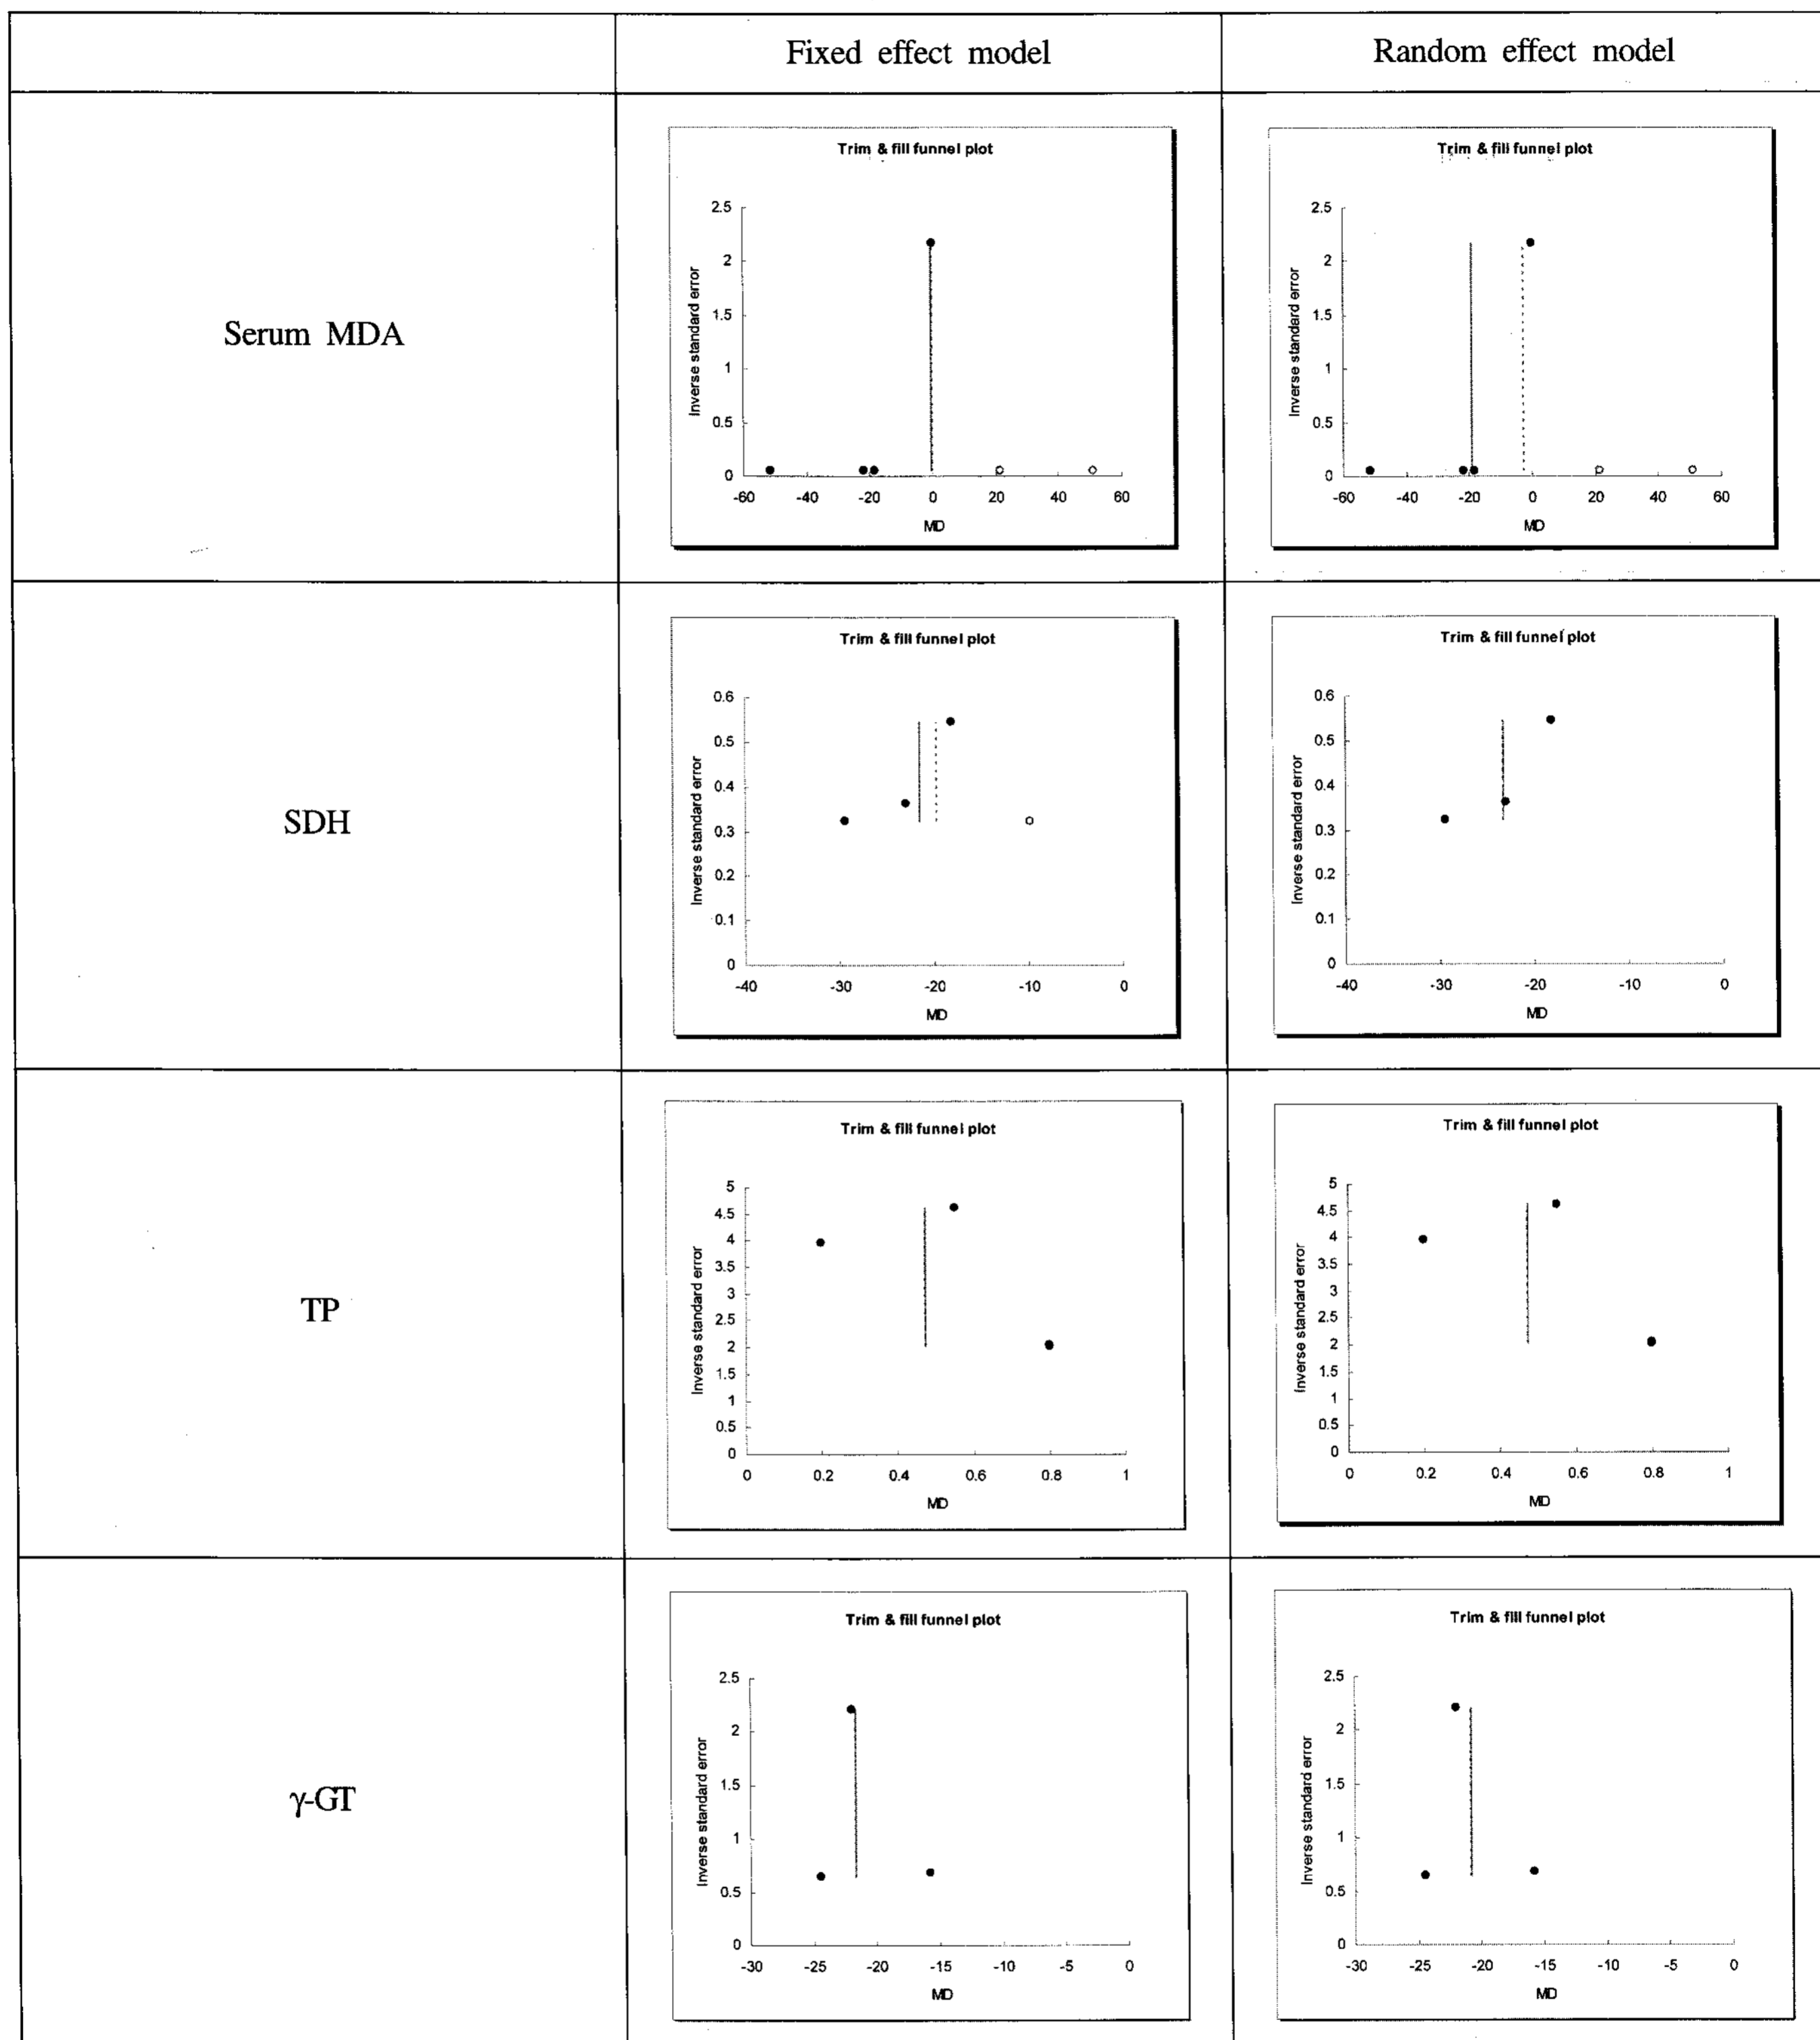 Fixed effect model
Random effect model
Serum MDA
Trim & fill funnel plot
Inverse standard error
2.5
2
1.5
1
0.5
0
-60 -40 -20 0 20 40 60
MD
Trim & fill funnel plot
Inverse standard error
2.5
2
1.5
1
0.5
0
-60 -40 -20 0 20 40 60
MD
SDH
Trim & fill funnel plot
Inverse standard error
0.6
0.5
0.4
0.3
0.2
0.1
0
-40 -30 -20 -10 0
MD
Trim & fill funnel plot
Inverse standard error
0.6
0.5
0.4
0.3
0.2
0.1
0
-40 -30 -20 -10 0
MD
TP
Trim & fill funnel plot
Inverse standard error
5
4.5
4
3.5
3
2.5
2
1.5
1
0.5
0
0 0.2 0.4 0.6 0.8 1
MD
Trim & fill funnel plot
Inverse standard error
5
4.5
4
3.5
3
2.5
2
1.5
1
0.5
0
0 0.2 0.4 0.6 0.8 1
MD
γ-GT
Trim & fill funnel plot
Inverse standard error
2.5
2
1.5
1
0.5
0
-30 -25 -20 -15 -10 -5 0
MD
Trim & fill funnel plot
Inverse standard error
2.5
2
1.5
1
0.5
0
-30 -25 -20 -15 -10 -5 0
MD